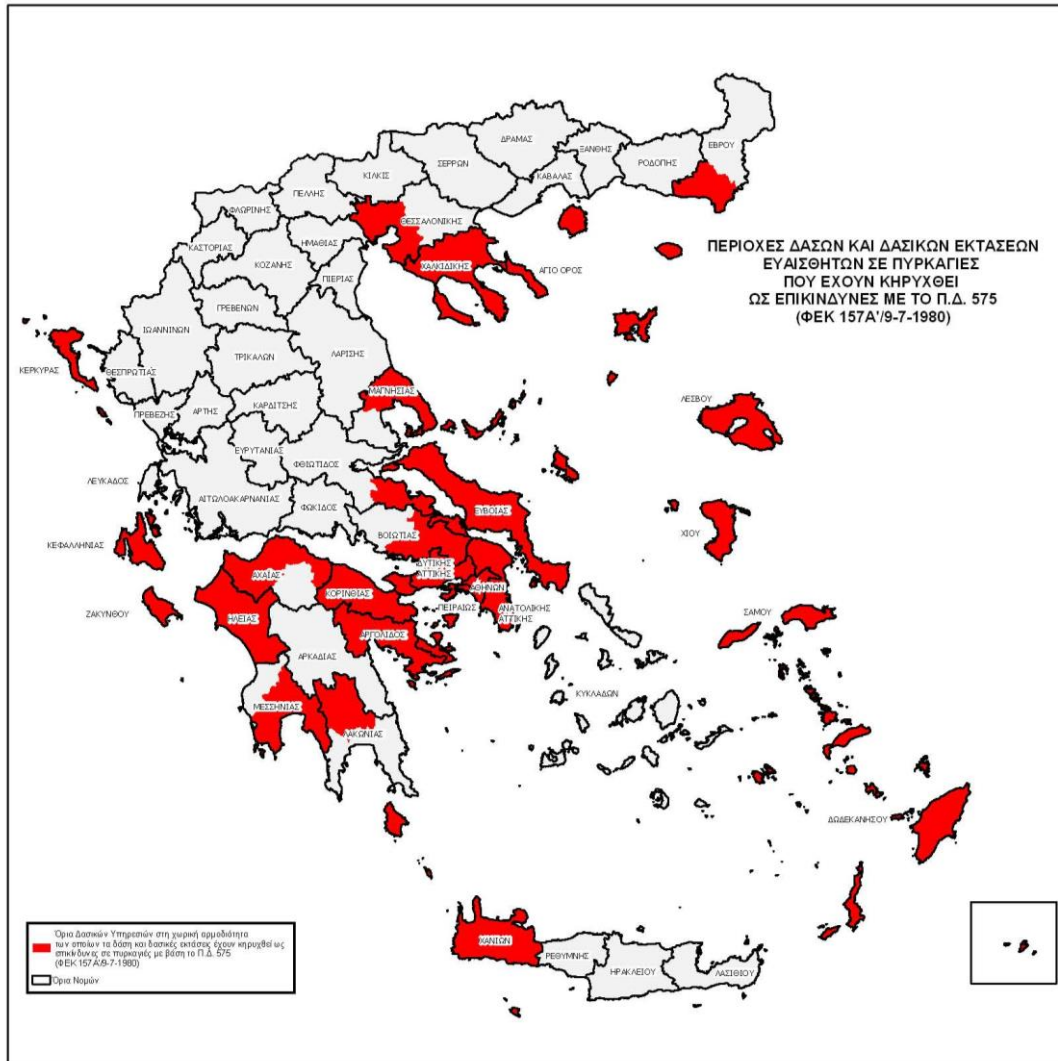 ΔΡΑΜΑΣ
ΞΑΝΘΗΣ
ΕΒΡΟΥ
ΣΕΡΡΩΝ
ΡΟΔΟΠΗΣ
ΚΙΛΚΙΣ
ΚΑΒΑΛΑΣ
ΠΕΛΛΗΣ
ΦΛΩΡΙΝΗΣ
ΘΕΣΣΑΛΟΝΙΚΗΣ
ΚΑΣΤΟΡΙΑΣ
ΗΜΑΘΙΑΣ
ΚΟΖΑΝΗΣ
ΧΑΛΚΙΔΙΚΗΣ
ΑΓΙΟ ΟΡΟΣ
ΠΙΕΡΙΑΣ
ΠΕΡΙΟΧΕΣ ΔΑΣΩΝ ΚΑΙ ΔΑΣΙΚΩΝ ΕΚΤΑΣΕΩΝ
ΕΥΑΙΣΘΗΤΩΝ ΣΕ ΠΥΡΚΑΓΙΕΣ
ΠΟΥ ΕΧΟΥΝ ΚΗΡΥΧΘΕΙ
ΩΣ ΕΠΙΚΙΝΔΥΝΕΣ ΜΕ ΤΟ Π.Δ. 575
(ΦΕΚ 157Α'/9-7-1980)
ΓΡΕΒΕΝΩΝ
ΙΩΑΝΝΙΝΩΝ
ΛΑΡΙΣΗΣ
ΤΡΙΚΑΛΩΝ
ΚΕΡΚΥΡΑΣ
ΘΕΣΠΡΩΤΙΑΣ
ΜΑΓΝΗΣΙΑΣ
ΛΕΣΒΟΥ
ΚΑΡΔΙΤΣΗΣ
ΑΡΤΗΣ
ΠΡΕΒΕΖΗΣ
ΕΥΡΥΤΑΝΙΑΣ
ΦΘΙΩΤΙΔΟΣ
ΛΕΥΚΑΔΟΣ
ΑΙΤΩΛΟΑΚΑΡΝΑΝΙΑΣ
ΦΩΚΙΔΟΣ
ΕΥΒΟΙΑΣ
ΒΟΙΩΤΙΑΣ
ΧΙΟΥ
ΚΕΦΑΛΛΗΝΙΑΣ
ΔΥΤΙΚΗΣ
ΑΤΤΙΚΗΣ
ΑΧΑΪΑΣ
ΑΘΗΝΩΝ
ΚΟΡΙΝΘΙΑΣ
ΖΑΚΥΝΘΟΥ
ΠΕΙΡΑΙΩΣ
ΑΝΑΤΟΛΙΚΗΣ
ΑΤΤΙΚΗΣ
ΣΑΜΟΥ
ΗΛΕΙΑΣ
ΑΡΓΟΛΙΔΟΣ
ΑΡΚΑΔΙΑΣ
ΚΥΚΛΑΔΩΝ
ΜΕΣΣΗΝΙΑΣ
ΛΑΚΩΝΙΑΣ
ΔΩΔΕΚΑΝΗΣΟΥ
ΧΑΝΙΩΝ
ΡΕΘΥΜΝΗΣ
ΗΡΑΚΛΕΙΟΥ
ΛΑΣΙΘΙΟΥ
Όρια Δασικών Υπηρεσιών στη χωρική αρμοδιότητα
των οποίων τα δάση και δασικές εκτάσεις έχουν κηρυχθεί ως
επικίνδυνες σε πυρκαγιές με βάση το Π.Δ. 575
(ΦΕΚ 157 Α'/9-7-1980)
Όρια Νομών